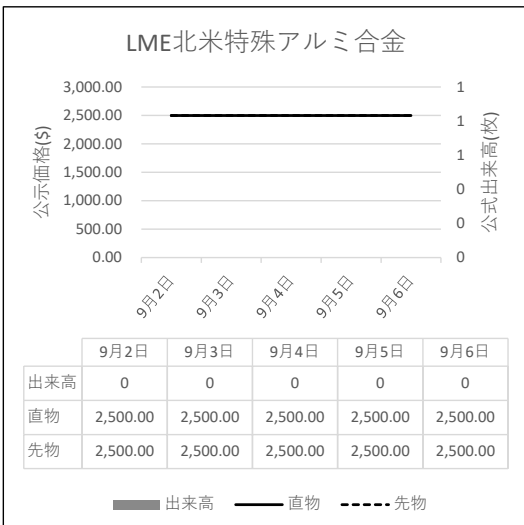 LME北米特殊アルミ合金
公示価格($)
3,000.00
2,500.00
2,000.00
1,500.00
1,000.00
500.00
0.00
1
1
1
0
0
0
公式出来高(枚)
9月2日 9月3日 9月4日 9月5日 9月6日
9月2日 9月3日 9月4日 9月5日 9月6日
出来高 0 0 0 0 0
直物 2,500.00 2,500.00 2,500.00 2,500.00 2,500.00
先物 2,500.00 2,500.00 2,500.00 2,500.00 2,500.00
出来高 直物 先物